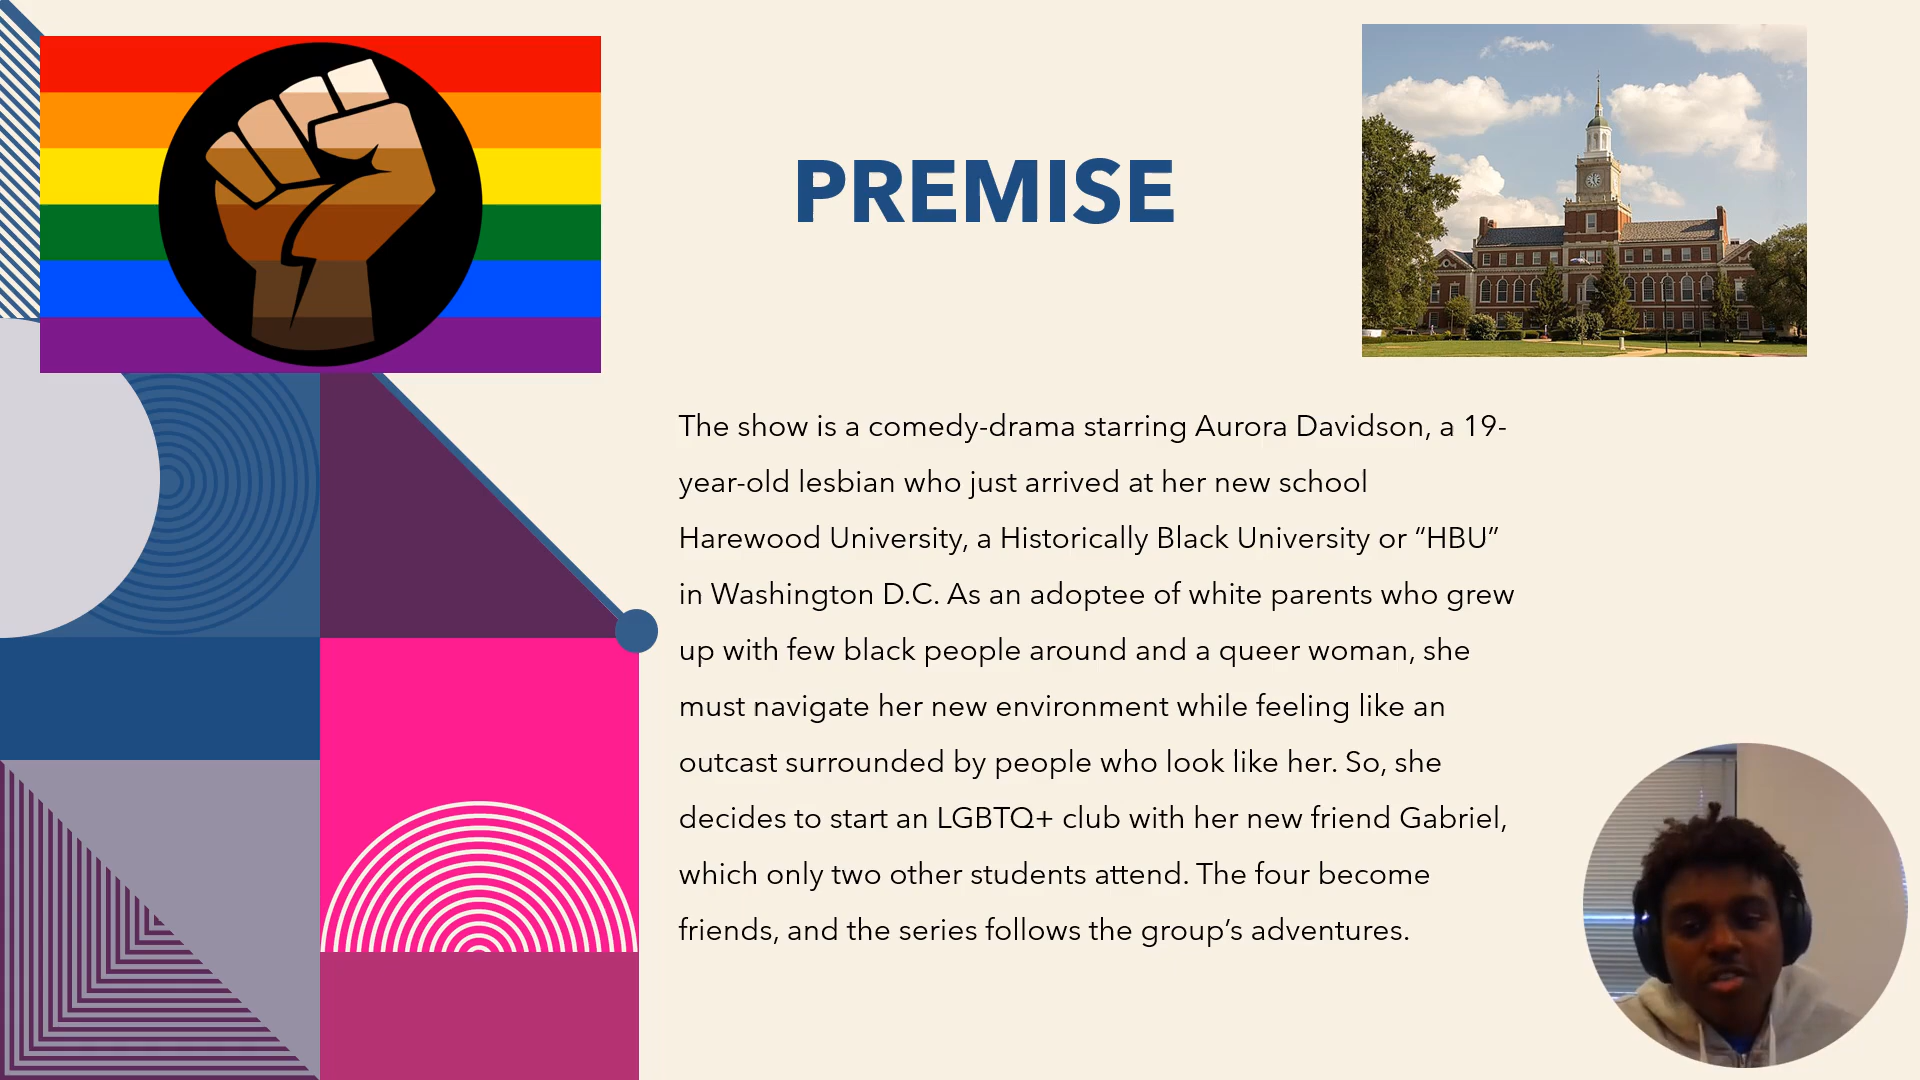 PREMISE
The show is a comedy-drama starring Aurora Davidson, a 19-
year-old lesbian who just arrived at her new school
Harewood University, a Historically Black University or “HBU”
in Washington D.C. As an adoptee of white parents who grew
up with few black people around and a queer woman, she
must navigate her new environment while feeling like an
outcast surrounded by people who look like her. So, she
decides to start an LGBTQ+ club with her new friend Gabriel,
which only two other students attend. The four become
friends, and the series follows the group’s adventures.